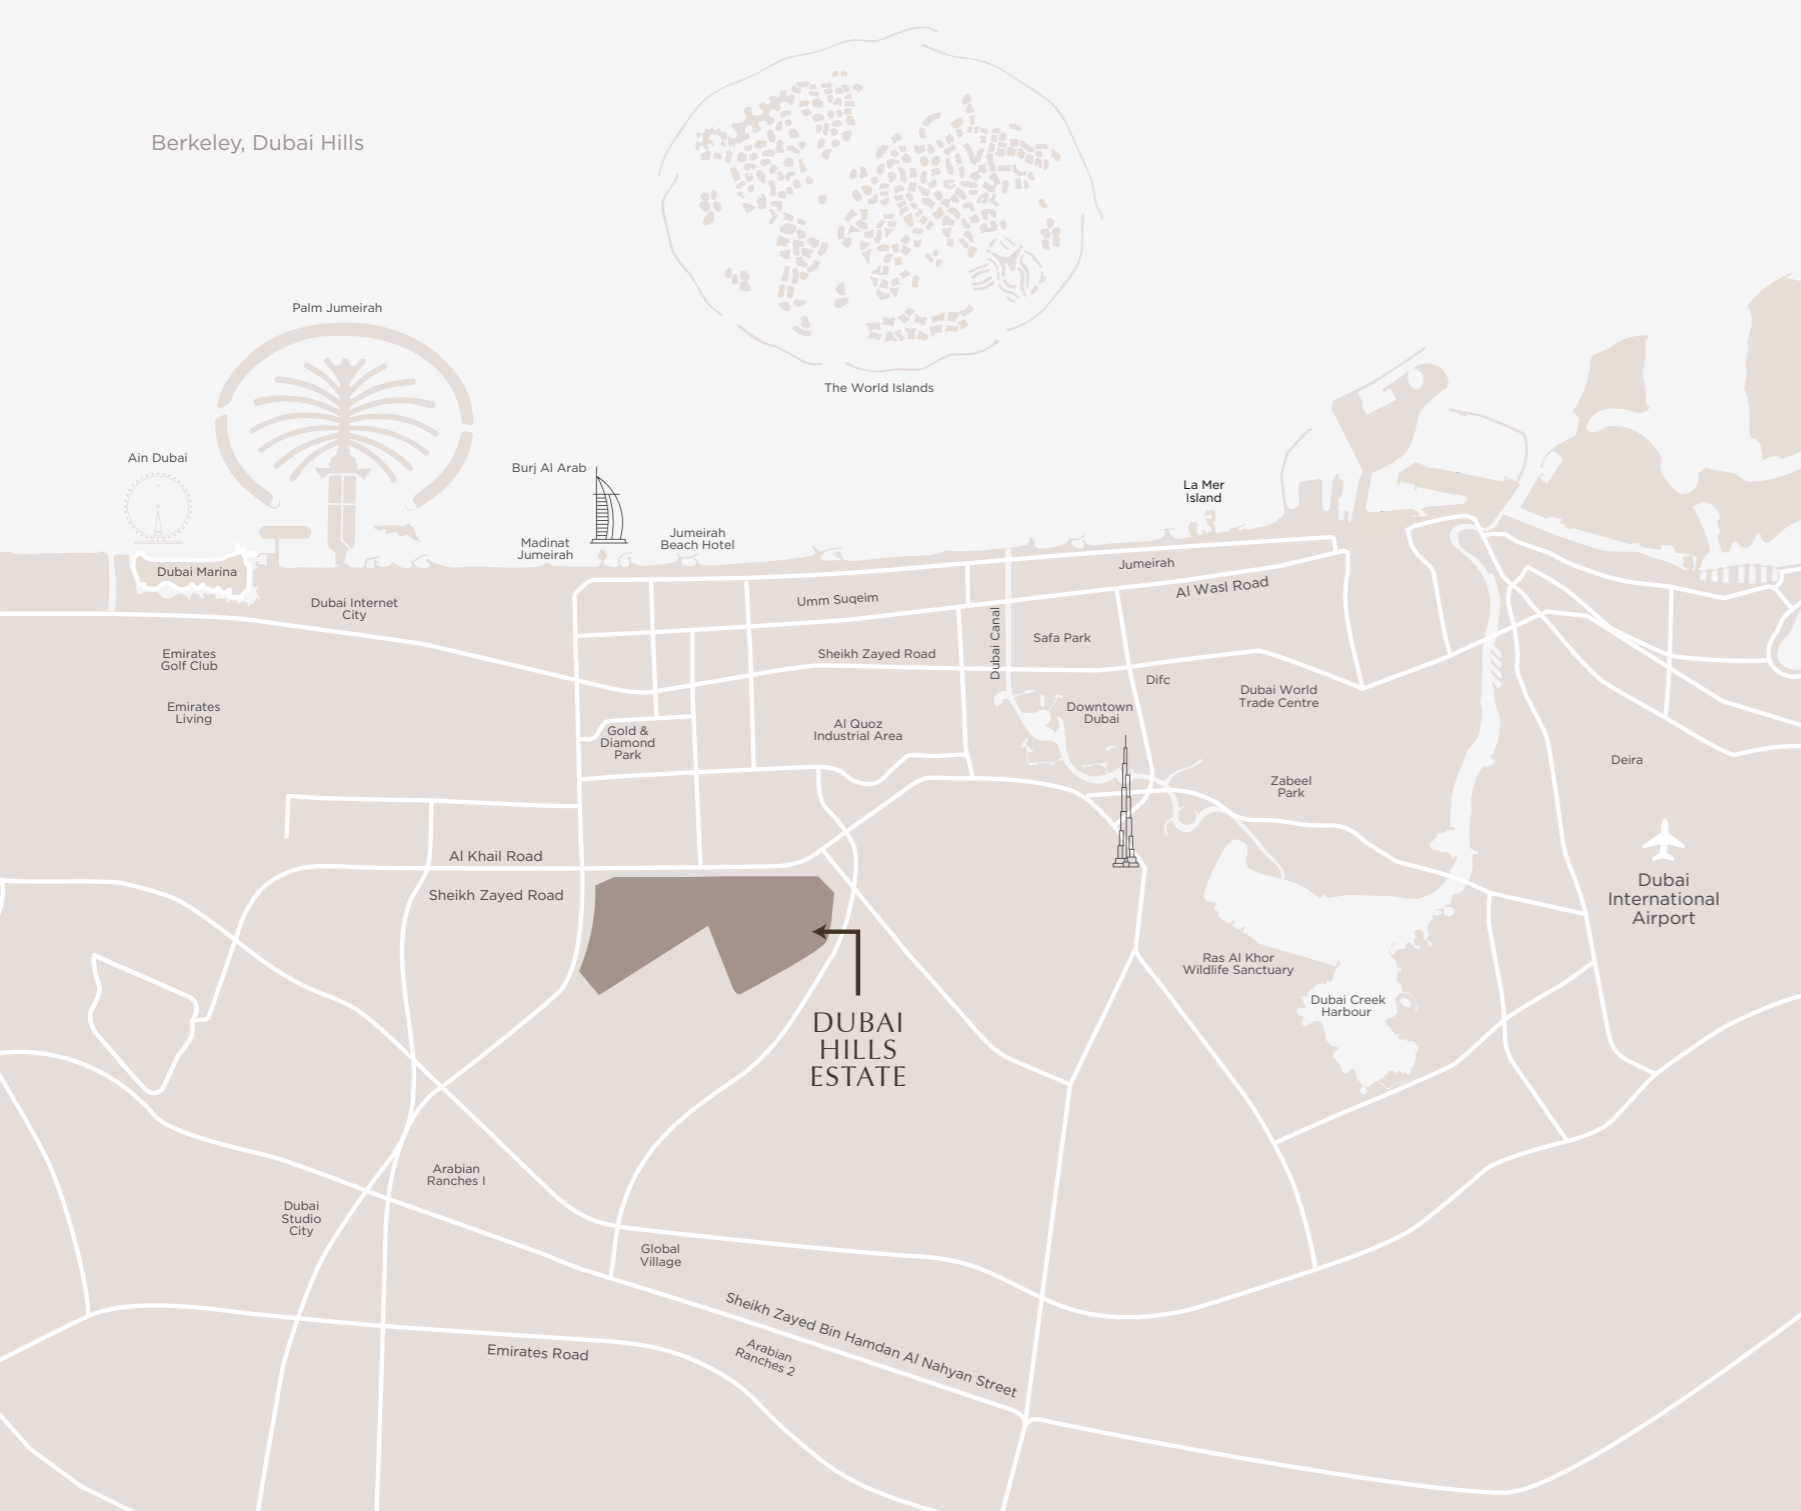 Berkeley, Dubai Hills
Palm Jumeirah
The World Islands
Ain Dubai
Burj Al Arab
La Mer
Island
Madinat
Jumeirah
Jumeirah
Beach Hotel
Dubai Marina
Jumeirah
Al Wasl Road
Dubai Internet
City
Umm Suqeim
Dubai Canal
Safa Park
Emirates
Golf Club
Sheikh Zayed Road
Difc
Dubai World
Trade Centre
Emirates
Living
Downtown
Dubai
Gold &
Diamond
Park
Al Quoz
Industrial Area
Deira
Zabeel
Park
Al Khail Road
Sheikh Zayed Road
Dubai
International
Airport
Ras Al Khor
Wildlife Sanctuary
Dubai Creek
Harbour
DUBAI
HILLS
ESTATE
Arabian
Ranches I
Dubai
Studio
City
Global
Village
Sheikh Zayed Bin Hamdan Al Nahyan Street
Emirates Road
Arabian
Ranches 2